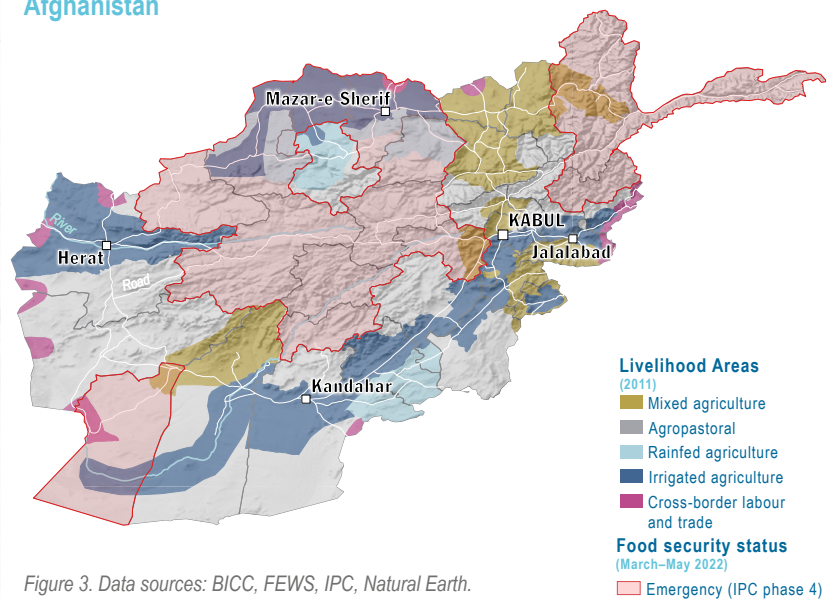 Afghanistan
Mazar-e Sherif
KABUL
Jalalabad
River
Herat
Road
Kandahar
Livelihood Areas
(2011)
Mixed agriculture
Agropastoral
Rainfed agriculture
Irrigated agriculture
Cross-border labour
and trade
Food security status
(March–May 2022)
Emergency (IPC phase 4)
Figure 3. Data sources: BICC, FEWS, IPC, Natural Earth.